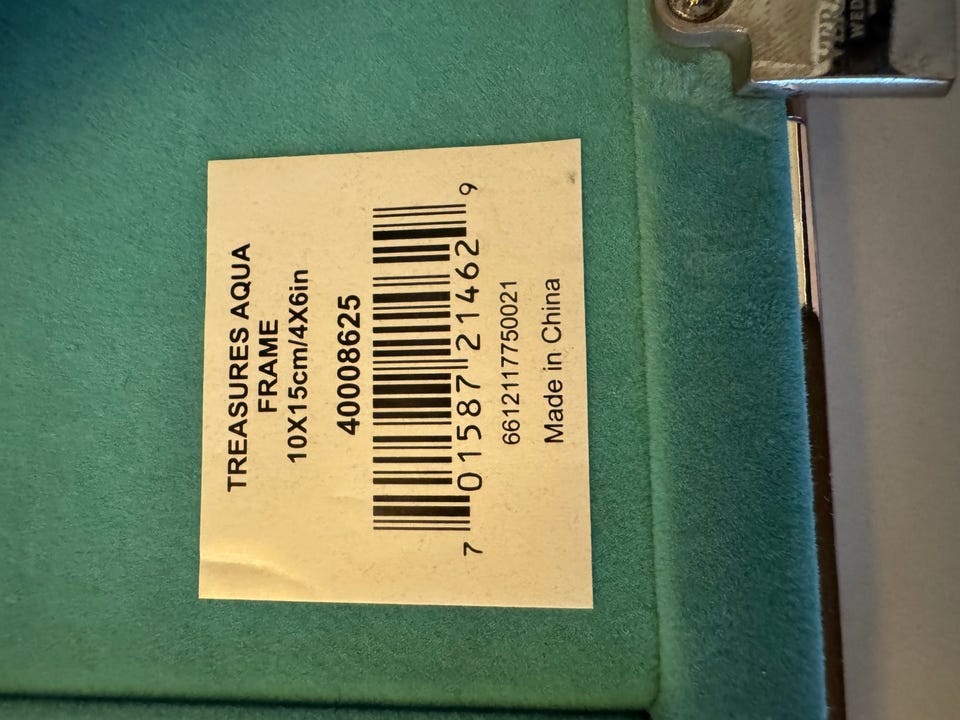 TREASURES AQUA
FRAME
10X15cm/4X6in
40008625
7 01587 21462 9
6612117750021
Made in China